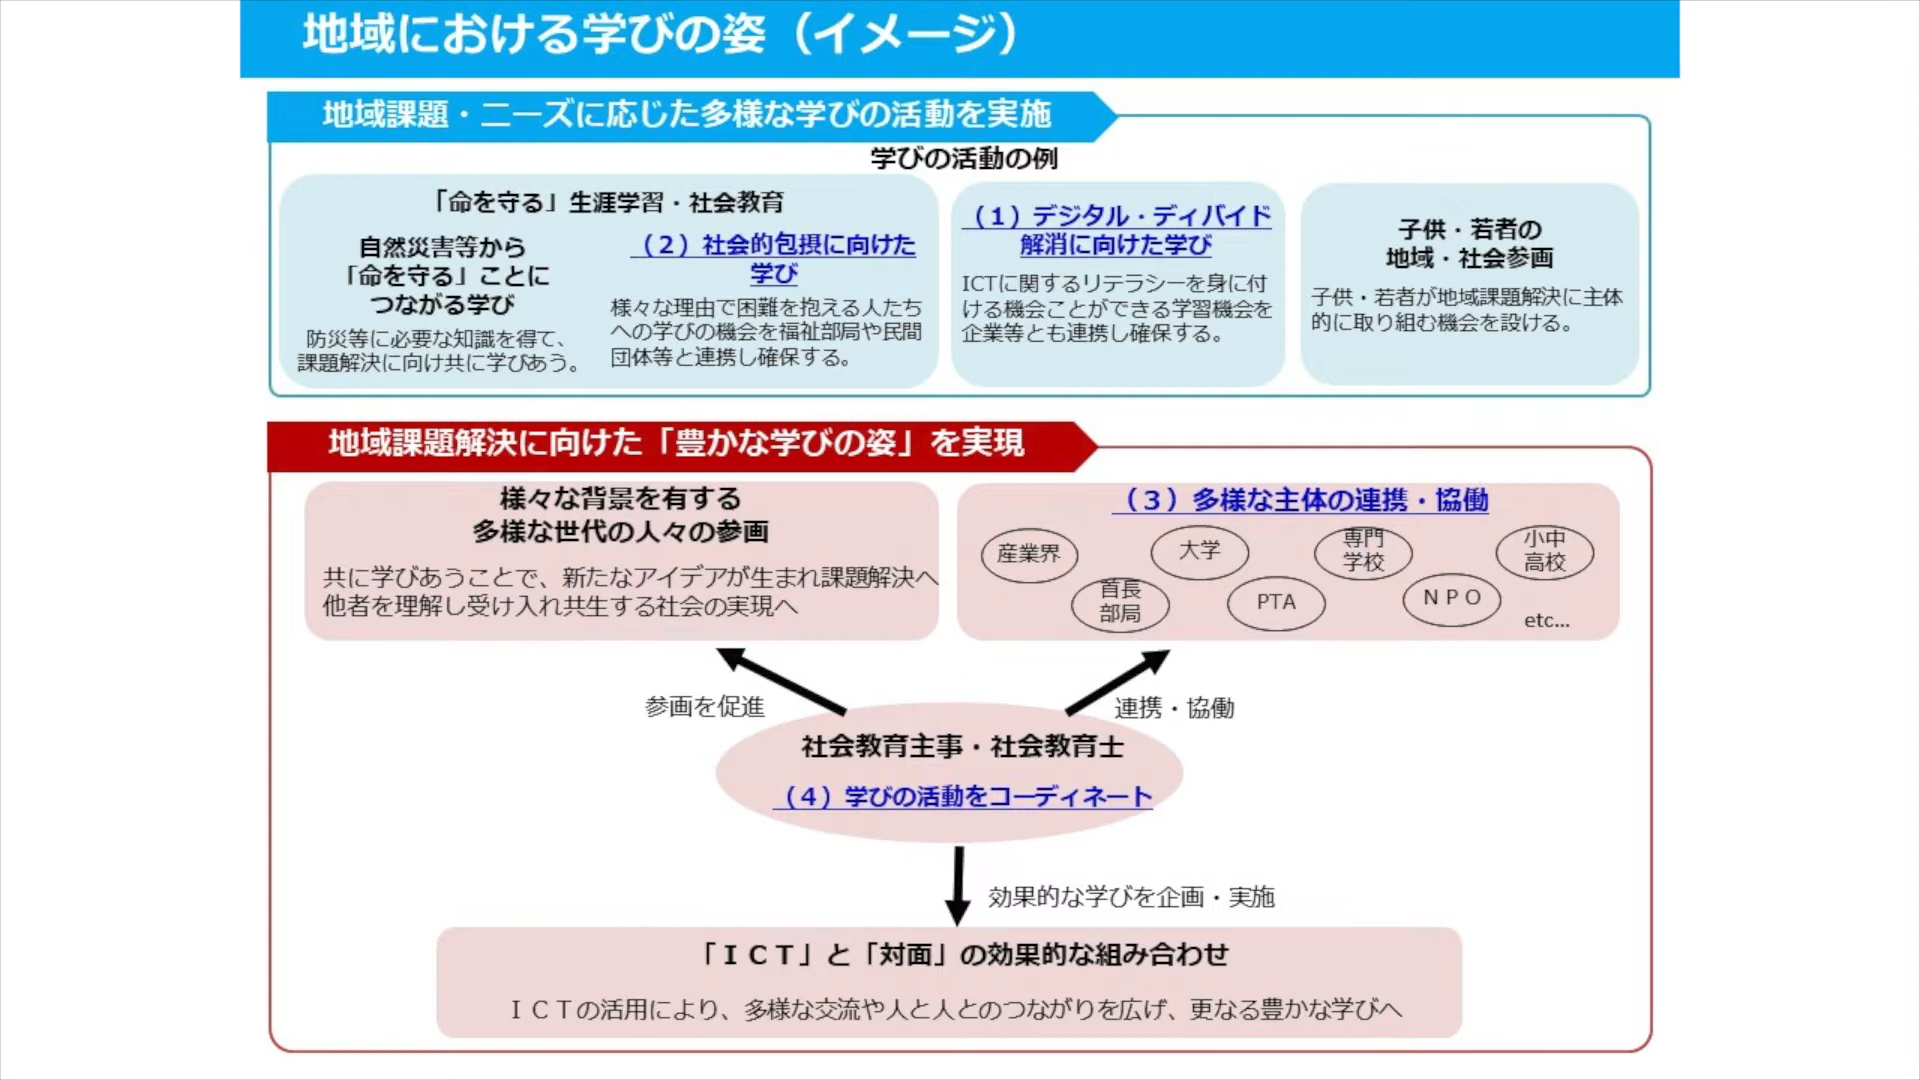 地域における学びの姿（イメージ）
地域課題・ニーズに応じた多様な学びの活動を実施
学びの活動の例
「命を守る」生涯学習・社会教育
自然災害等から
「命を守る」ことに
つながる学び
防災等に必要な知識を得て、
課題解決に向け共に学びあう。
（２）社会的包摂に向けた
学び
様々な理由で困難を抱える人たち
への学びの機会を福祉部局や民間
団体等と連携し確保する。
（１）デジタル・ディバイド
解消に向けた学び
ICTに関するリテラシーを身に付
ける機会ことができる学習機会を
企業等とも連携し確保する。
子供・若者の
地域・社会参画
子供・若者が地域課題解決に主体
的に取り組む機会を設ける。
地域課題解決に向けた「豊かな学びの姿」を実現
様々な背景を有する
多様な世代の人々の参画
共に学びあうことで、新たなアイデアが生まれ課題解決へ
他者を理解し受け入れ共生する社会の実現へ
（３）多様な主体の連携・協働
産業界
大学
専門
学校
小中
高校
首長
部局
PTA
ＮＰＯ
etc...
参画を促進
連携・協働
社会教育主事・社会教育士
（４）学びの活動をコーディネート
効果的な学びを企画・実施
「ＩＣＴ」と「対面」の効果的な組み合わせ
ＩＣＴの活用により、多様な交流や人と人とのつながりを広げ、更なる豊かな学びへ